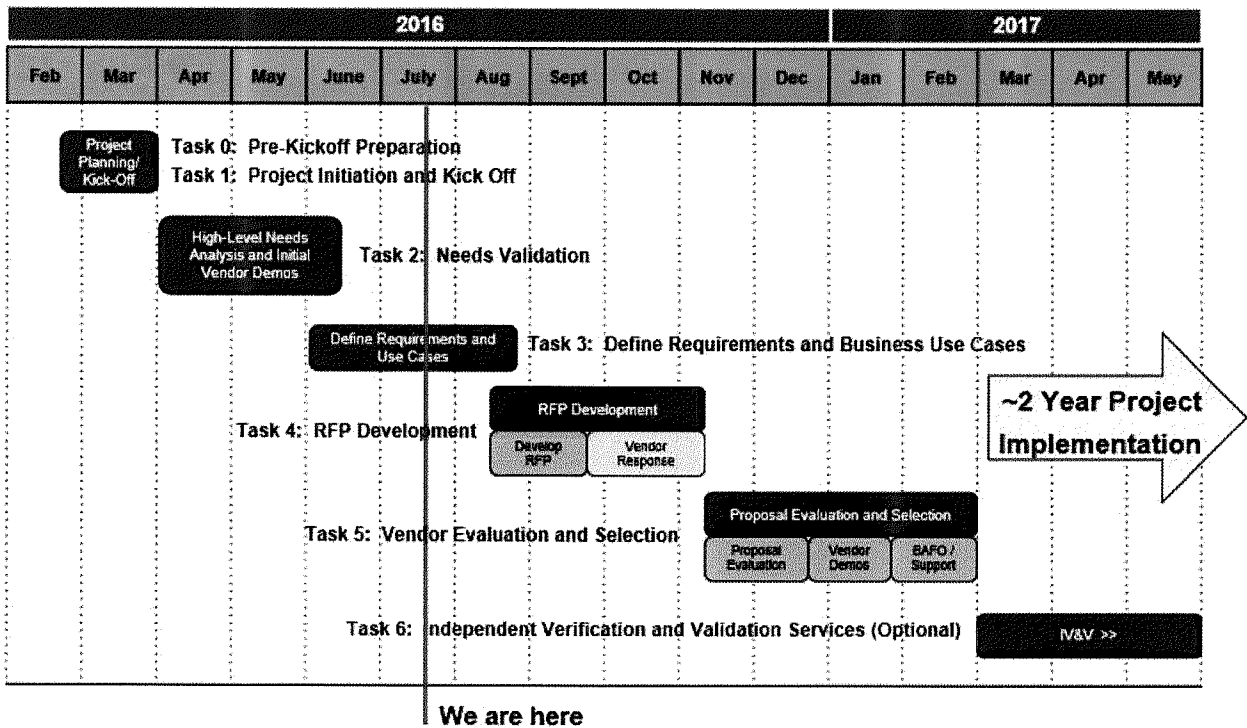 2016 2017
Feb Mar Apr May June July Aug Sept Oct Nov Dec Jan Feb Mar Apr May
Project
Planning/
Kick-Off
Task 0: Pre-Kickoff Preparation
Task 1: Project Initiation and Kick Off
High-Level Needs
Analysis and Initial
Vendor Demos
Task 2: Needs Validation
Define Requirements and
Use Cases
Task 3: Define Requirements and Business Use Cases
~2 Year Project
Implementation
Task 4: RFP Development
RFP Development
Develop
RFP
Vendor
Response
Task 5: Vendor Evaluation and Selection
Proposal Evaluation and Selection
Proposal
Evaluation
Vendor
Demos
BAFO /
Support
Task 6: Independent Verification and Validation Services (Optional)
IV&V >>
We are here